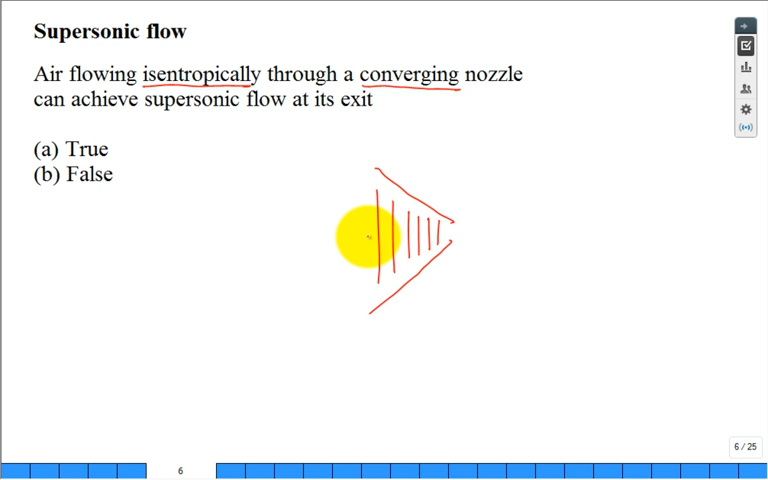 Supersonic flow
Air flowing isentropically through a converging nozzle
can achieve supersonic flow at its exit
(a) True
(b) False
6 / 25
6